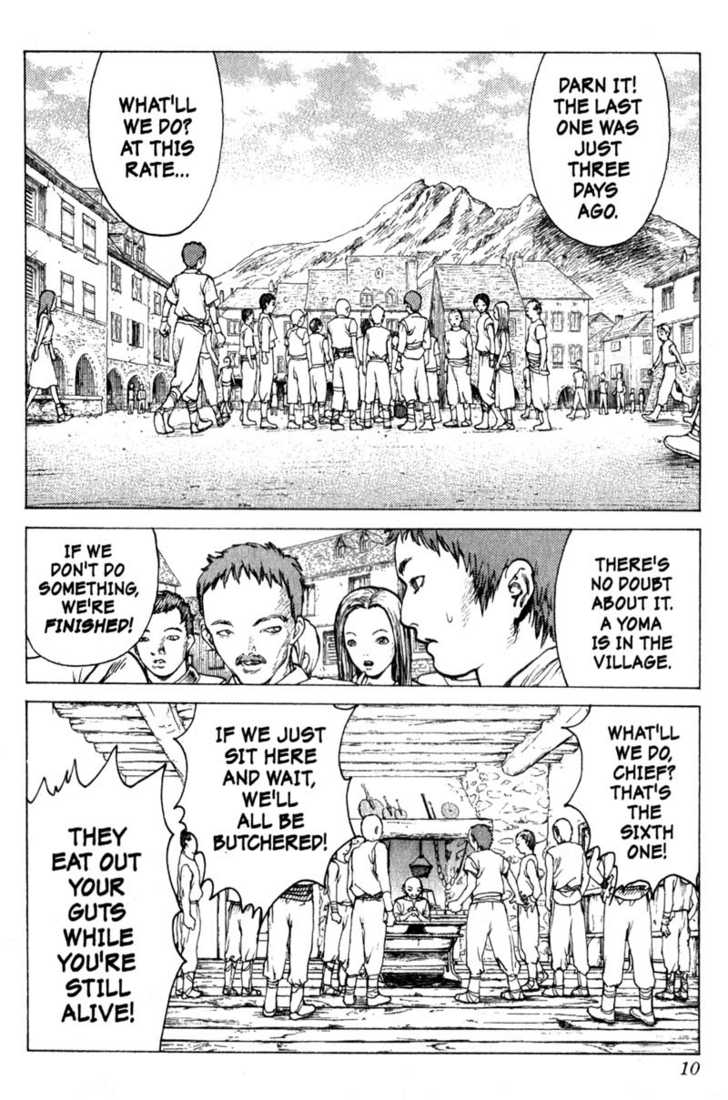 DARN IT!
THE LAST
ONE WAS
JUST
THREE
DAYS
AGO.
WHAT'LL
WE DO?
AT THIS
RATE...
THERE'S
NO DOUBT
ABOUT IT.
A YOMA
IS IN THE
VILLAGE.
IF WE
DON'T DO
SOMETHING,
WE'RE
FINISHED!
WHAT'LL
WE DO,
CHIEF?
THAT'S
THE
SIXTH
ONE!
IF WE JUST
SIT HERE
AND WAIT,
WE'LL
ALL BE
BUTCHERED!
THEY
EAT OUT
YOUR
GUTS
WHILE
YOU'RE
STILL
ALIVE!
10